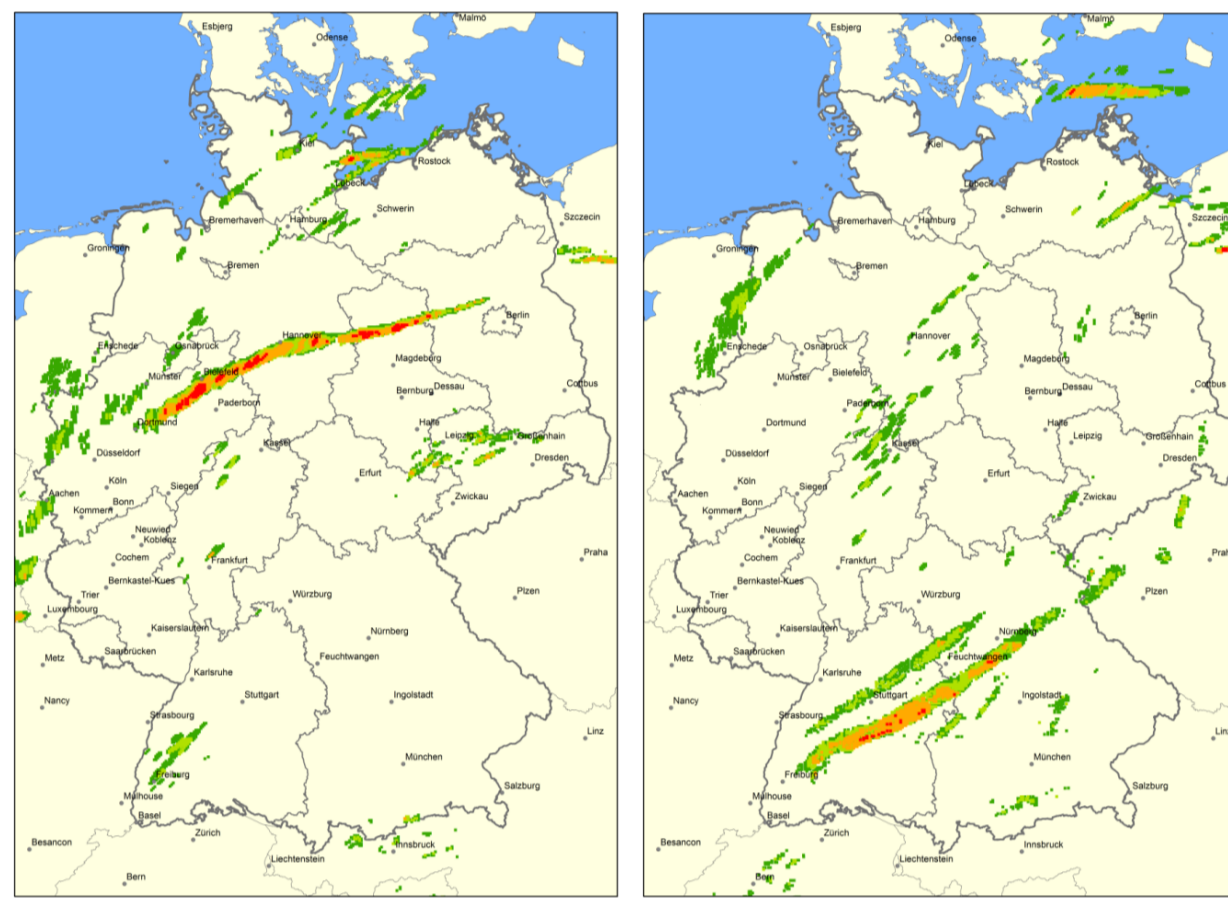 Esbjerg
Malmö
Odense
Kiel
Rostock
Lübeck
Schwerin
Bremerhaven
Hamburg
Szczecin
Groningen
Bremen
Berlin
Hannover
Enschede
Osnabrück
Magdeburg
Münster
Bielefeld
Dessau
Cottbus
Bernburg
Paderborn
Dortmund
Halle
Leipzig
Großenhain
Kassel
Düsseldorf
Dresden
Erfurt
Köln
Siegen
Aachen
Bonn
Zwickau
Kommern
Neuwied
Koblenz
Praha
Cochem
Frankfurt
Bernkastel-Kues
Plzen
Trier
Würzburg
Luxembourg
Kaiserslautern
Nürnberg
Saarbrücken
Metz
Feuchtwangen
Karlsruhe
Nancy
Stuttgart
Ingolstadt
Strasbourg
Linz
München
Freiburg
Salzburg
Mulhouse
Basel
Zürich
Besancon
Innsbruck
Liechtenstein
Bern
Malmö
Esbjerg
Odense
Kiel
Rostock
Lübeck
Schwerin
Bremerhaven
Hamburg
Szczecin
Groningen
Bremen
Berlin
Hannover
Enschede
Osnabrück
Magdeburg
Münster
Bielefeld
Dessau
Cottbus
Bernburg
Paderborn
Dortmund
Halle
Leipzig
Großenhain
Kassel
Düsseldorf
Dresden
Erfurt
Köln
Siegen
Aachen
Bonn
Zwickau
Kommern
Neuwied
Koblenz
Prah
Cochem
Frankfurt
Bernkastel-Kues
Plzen
Trier
Würzburg
Luxembourg
Kaiserslautern
Nürnberg
Saarbrücken
Metz
Feuchtwangen
Karlsruhe
Nancy
Stuttgart
Ingolstadt
Strasbourg
Linz
München
Freiburg
Salzburg
Mulhouse
Basel
Zürich
Besancon
Innsbruck
Liechtenstein
Bern